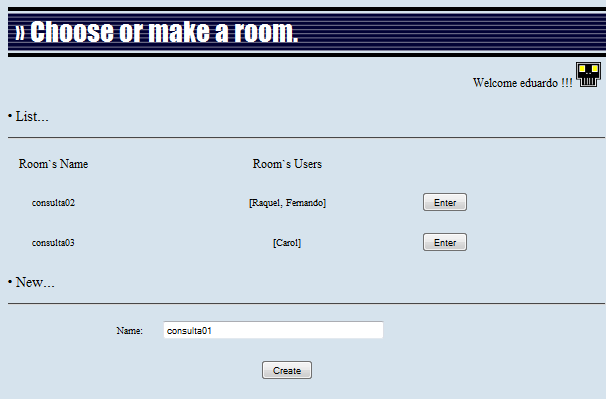 » Choose or make a room.
Welcome eduardo !!!
• List...
Room`s Name Room`s Users
consulta02 [Raquel, Fernando] Enter
consulta03 [Carol] Enter
• New...
Name: consulta01
Create